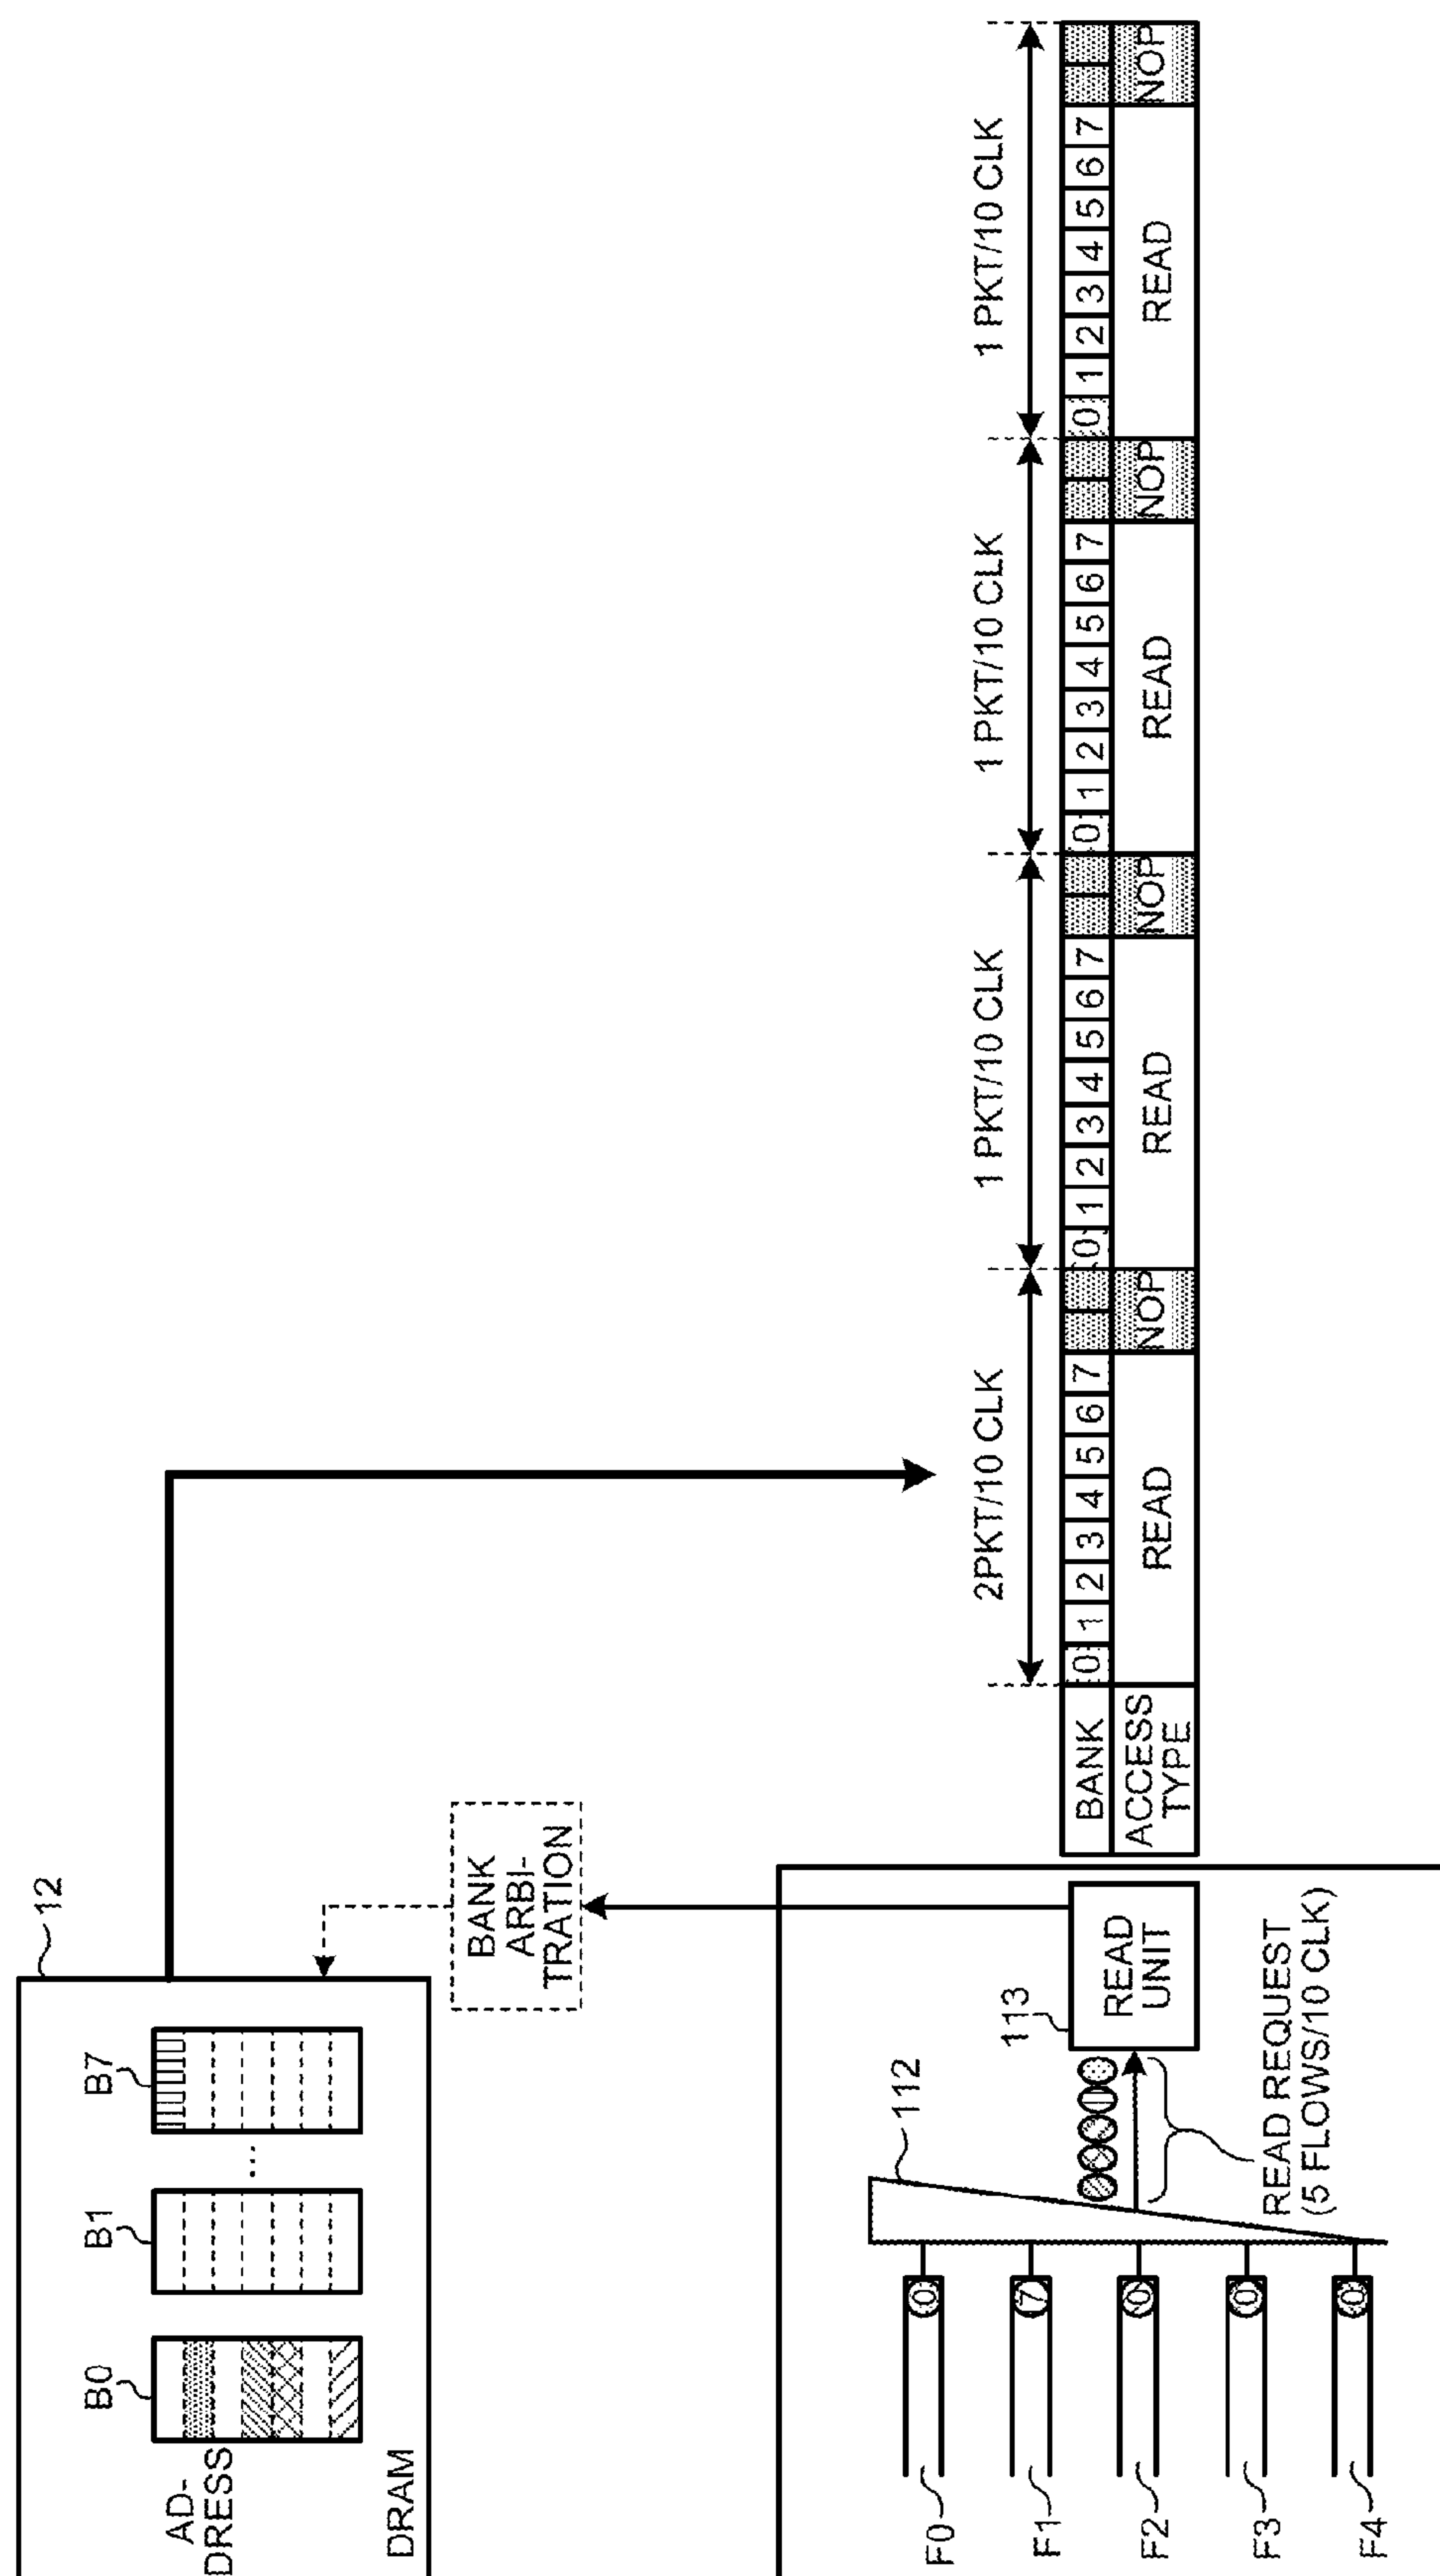 12
B0
B1
...
B7
AD-
DRESS
DRAM
BANK
ARBI-
TRATION
F0
F1
F2
F3
F4
0
7
0
0
0
112
113
READ
UNIT
READ REQUEST
(5 FLOWS/10 CLK)
2PKT/10 CLK
1 PKT/10 CLK
1 PKT/10 CLK
1 PKT/10 CLK
BANK 0 1 2 3 4 5 6 7 0 1 2 3 4 5 6 7 0 1 2 3 4 5 6 7 0 1 2 3 4 5 6 7
ACCESS
TYPE
READ NOP READ NOP READ NOP READ NOP